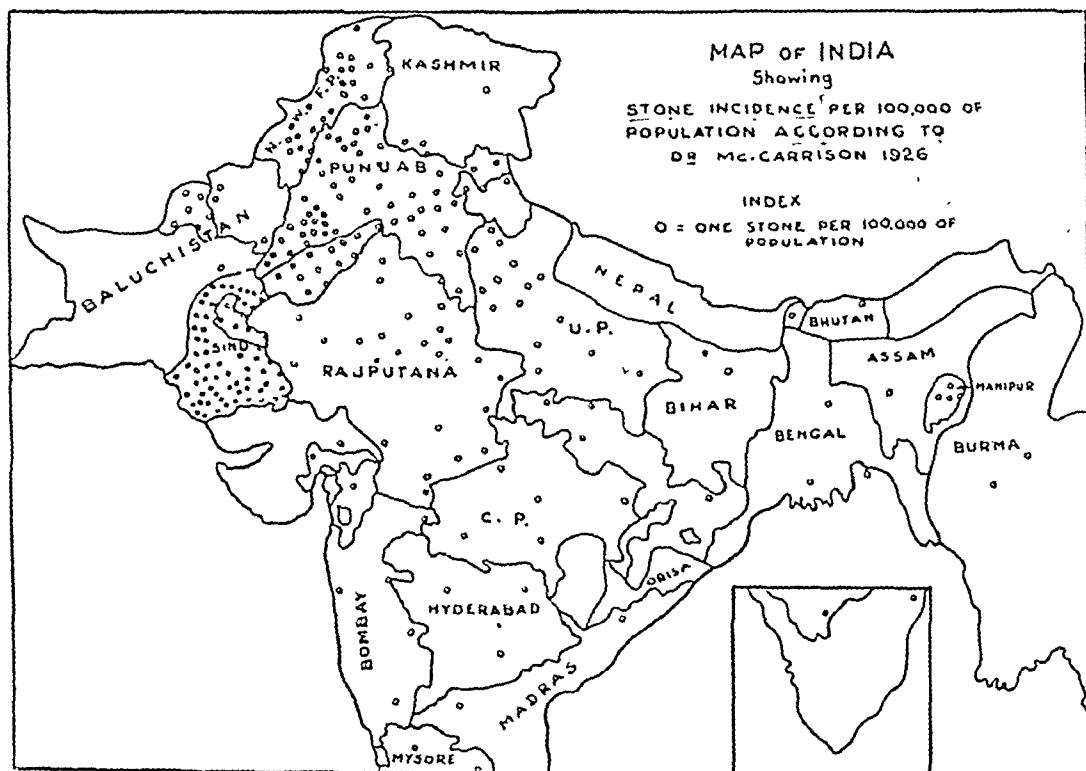 MAP OF INDIA
Showing
STONE INCIDENCE PER 100,000 OF
POPULATION ACCORDING TO
DR Mc.CARRISON 1926
INDEX
O = ONE STONE PER 100,000 OF
POPULATION
KASHMIR
N. W. F. P.
PUNJAB
BALUCHISTAN
NEPAL
BHUTAN
U.P.
SIND
ASSAM
RAJPUTANA
MANIPUR
BIHAR
BENGAL
BURMA
C. P.
ORISA
HYDERABAD
BOMBAY
MADRAS
MYSORE